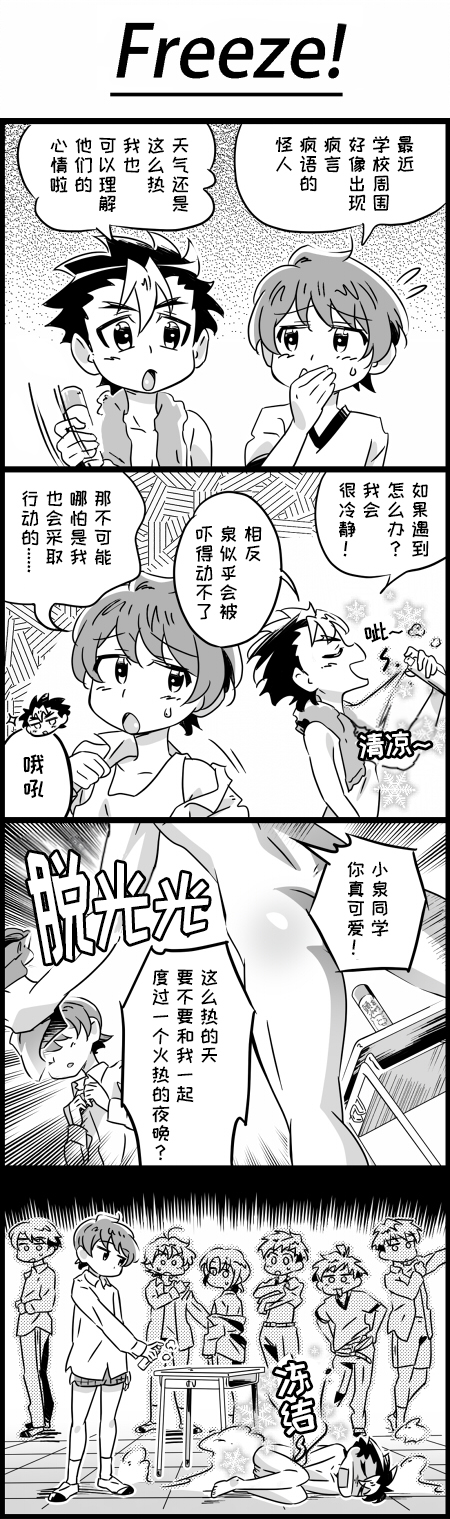 Freeze!
最近
学校周围
好像出现
疯言
疯语的
怪人
天气还是
这么热
我也
可以理解
他们的
心情啦
如果遇到
怎么办？
我会
很冷静！
呲～
清凉～
相反
泉似乎会被
吓得动不了
那不可能
哪怕是我
也会采取
行动的……
哦吼
小泉同学
你真可爱！
脱光光
这么热的天
要不要和我一起
度过一个火热的夜晚？
冻结